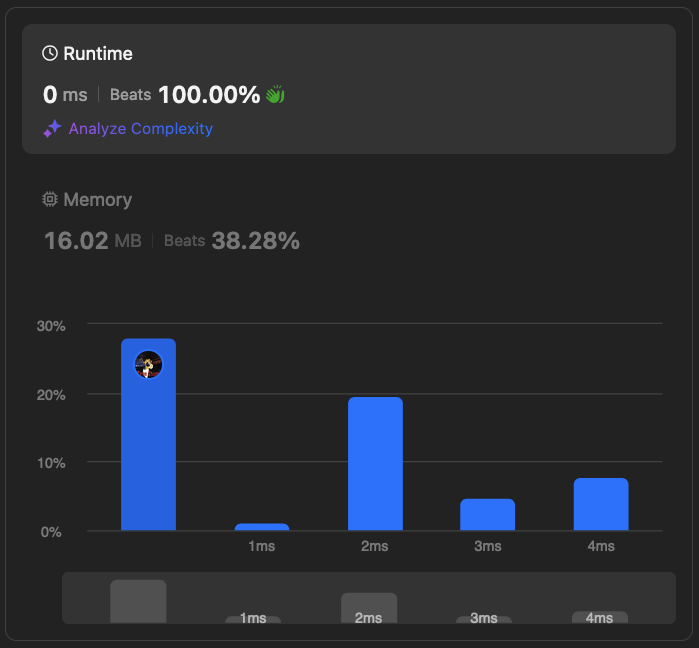 Runtime
0 ms | Beats 100.00%
Analyze Complexity
Memory
16.02 MB | Beats 38.28%
30%
20%
10%
0%
1ms 2ms 3ms 4ms
1ms 2ms 3ms 4ms